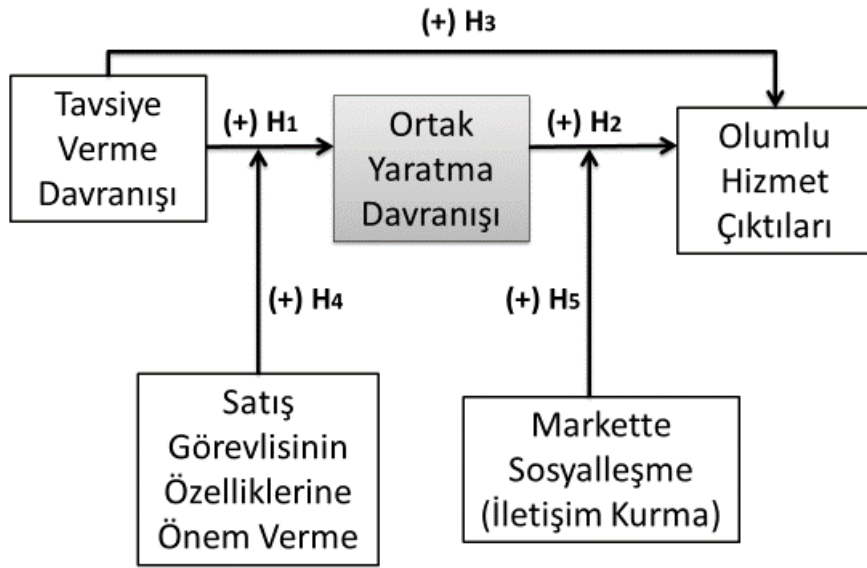 (+) H3
Tavsiye
Verme
Davranışı
(+) H1
Ortak
Yaratma
Davranışı
(+) H2
Olumlu
Hizmet
Çıktıları
(+) H4
(+) H5
Satış
Görevlisinin
Özelliklerine
Önem Verme
Markette
Sosyalleşme
(İletişim Kurma)